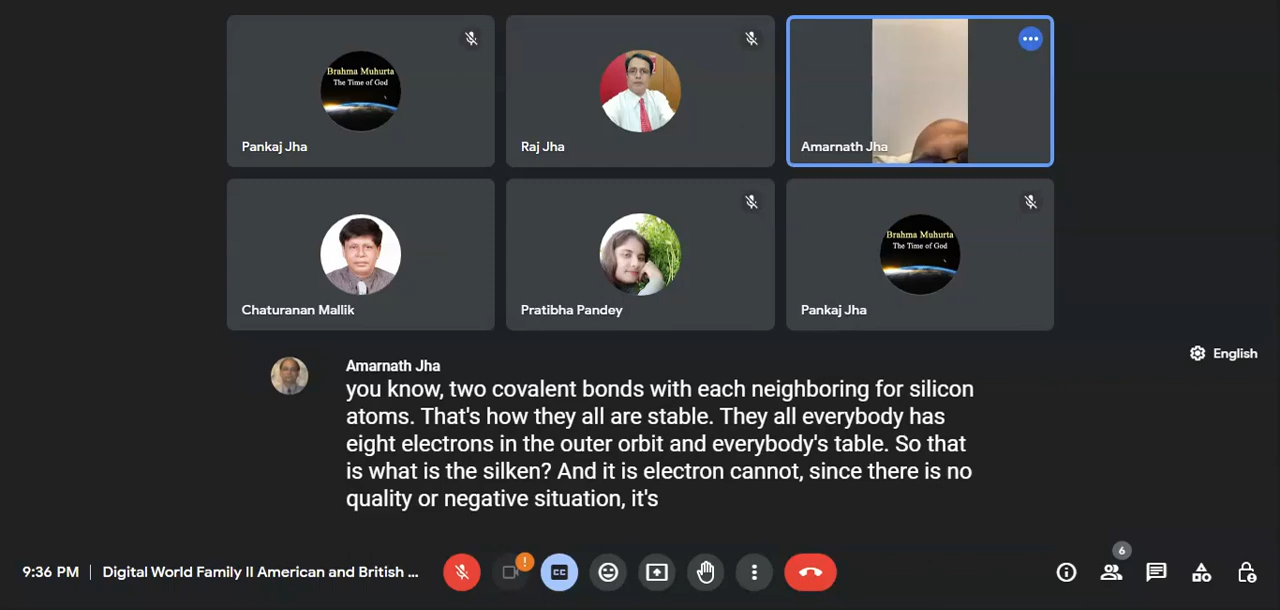 Brahma Muhurta
The Time of God
Pankaj Jha
Raj Jha
Amarnath Jha
Chaturanan Mallik
Pratibha Pandey
Brahma Muhurta
The Time of God
Pankaj Jha
English
Amarnath Jha
you know, two covalent bonds with each neighboring for silicon
atoms. That's how they all are stable. They all everybody has
eight electrons in the outer orbit and everybody's table. So that
is what is the silken? And it is electron cannot, since there is no
quality or negative situation, it's
9:36 PM | Digital World Family II American and British ...
CC
6